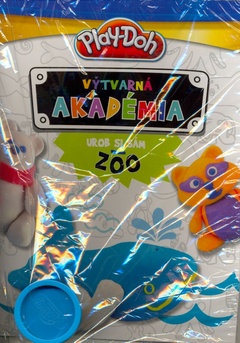 Play-Doh
VÝTVARNÁ
AKADÉMIA
UROB SI SÁM
ZOO